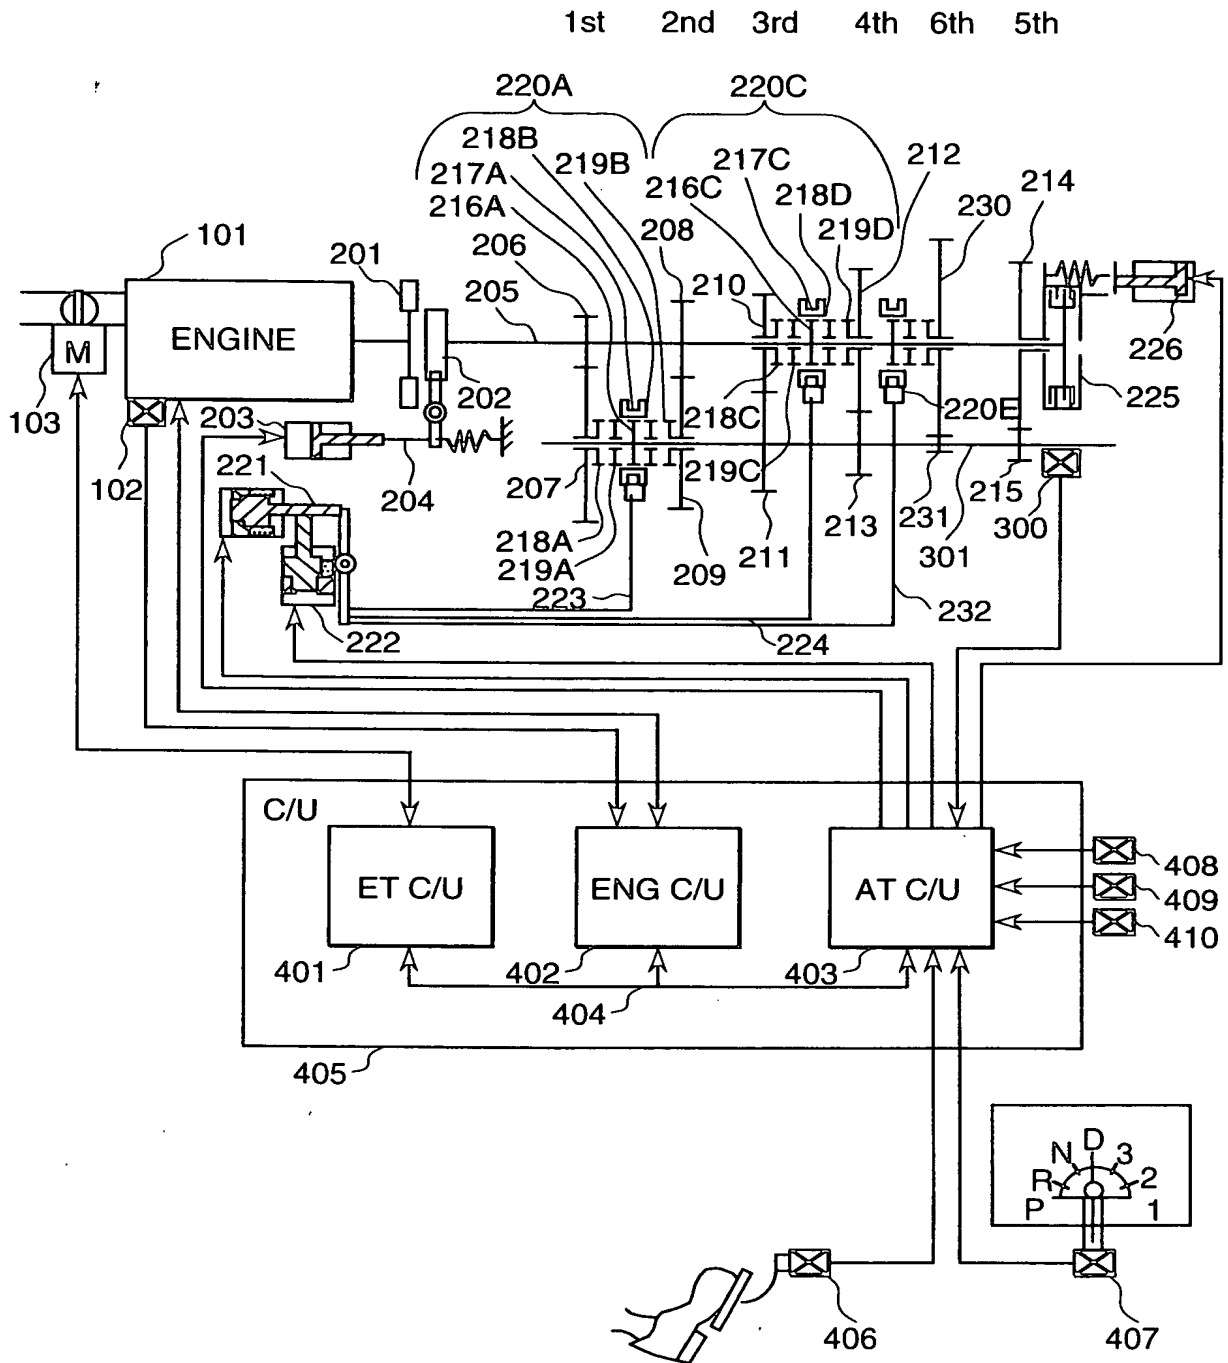 1st 2nd 3rd 4th 6th 5th
220A 220C
218B 217C 212
217A 219B 216C 218D 214
216A 219D 230
101 201 206 208
205 210
ENGINE
M 226
202 220E 225
103 203 218C
102 221 204 207 219C 215 300
218A 211 213 231 301
219A 209
223 232
222 224
C/U
408
ET C/U ENG C/U AT C/U 409
410
401 402 403
404
405
D
N 3
R 2
P 1
406 407